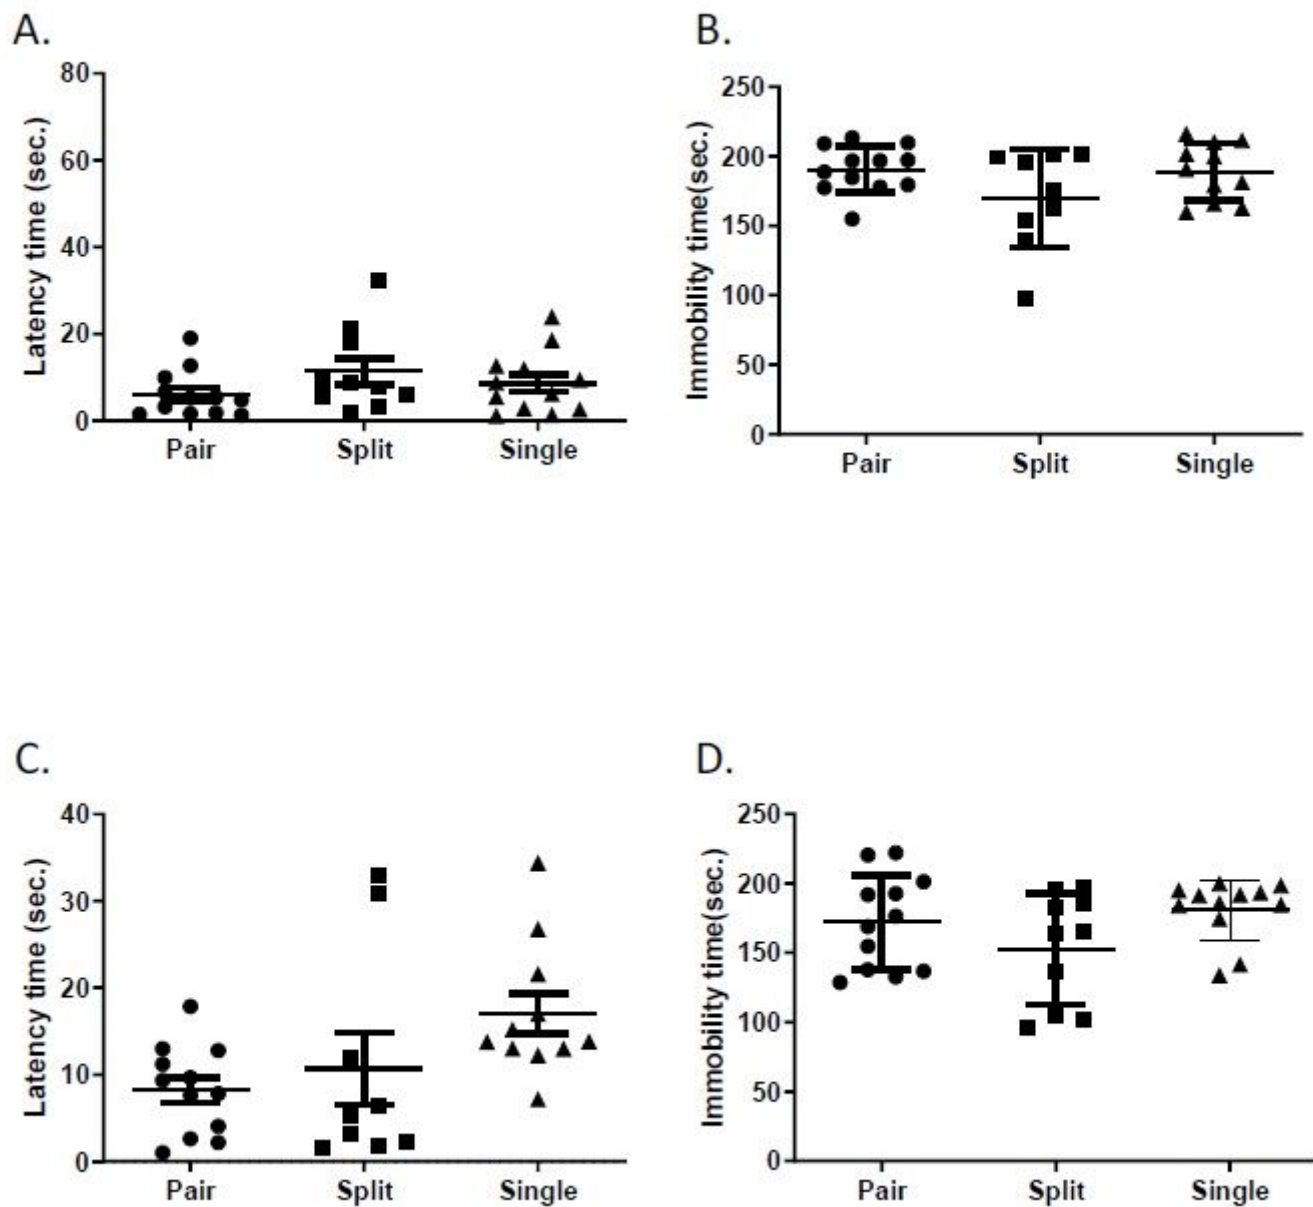 A.
Latency time (sec.)
80
60
40
20
0
Pair Split Single
B.
Immobility time(sec.)
250
200
150
100
50
0
Pair Split Single
C.
Latency time (sec.)
40
30
20
10
0
Pair Split Single
D.
Immobility time(sec.)
250
200
150
100
50
0
Pair Split Single